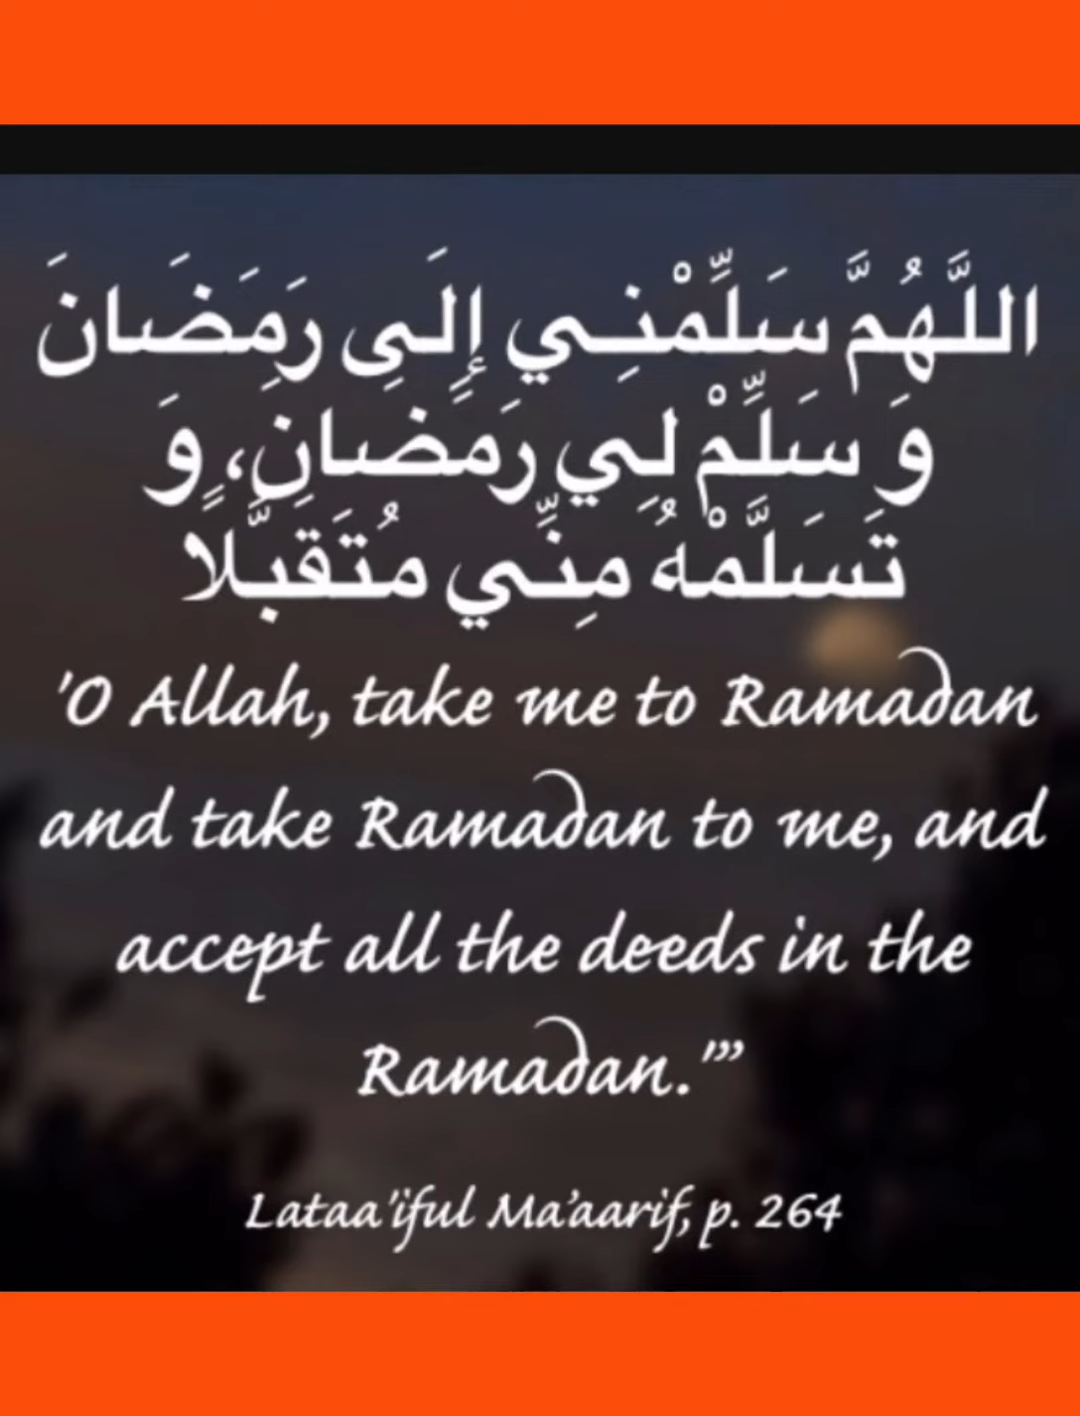 اللَّهُمَّ سَلِّمْنِي إِلَىِ رَمَضَانَ
وَ سَلِّمْ لِي رَمَضَانِ، وَ
تَسَلَّمْهُ مِنِّي مُتَقَبَّلًا
'O Allah, take me to Ramadan
and take Ramadan to me, and
accept all the deeds in the
Ramadan.'”
Lataa'iful Ma'aarif, p. 264